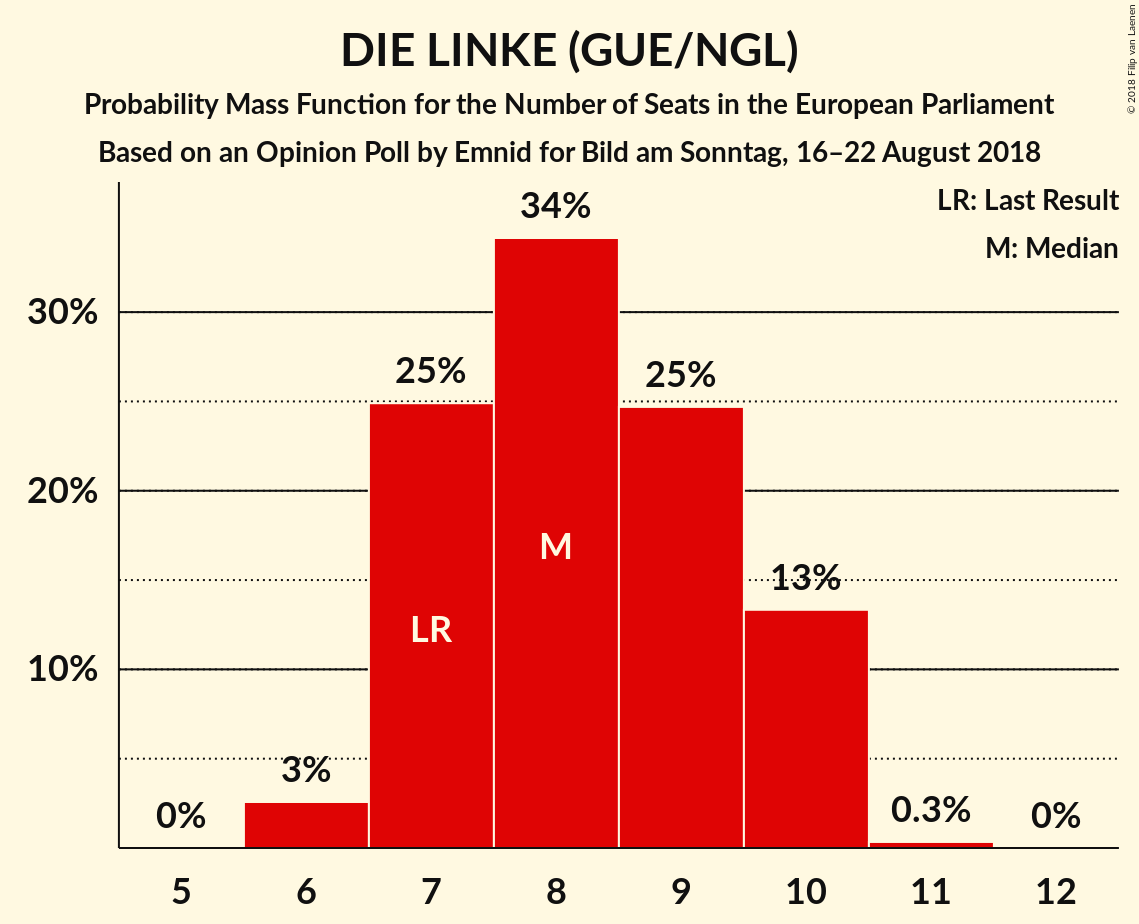 DIE LINKE (GUE/NGL)
Probability Mass Function for the Number of Seats in the European Parliament
Based on an Opinion Poll by Emnid for Bild am Sonntag, 16–22 August 2018
© 2018 Filip van Laenen
LR: Last Result
M: Median
34%
30%
25%
25%
20%
M
13%
LR
10%
3%
0%
0.3%
0%
5 6 7 8 9 10 11 12